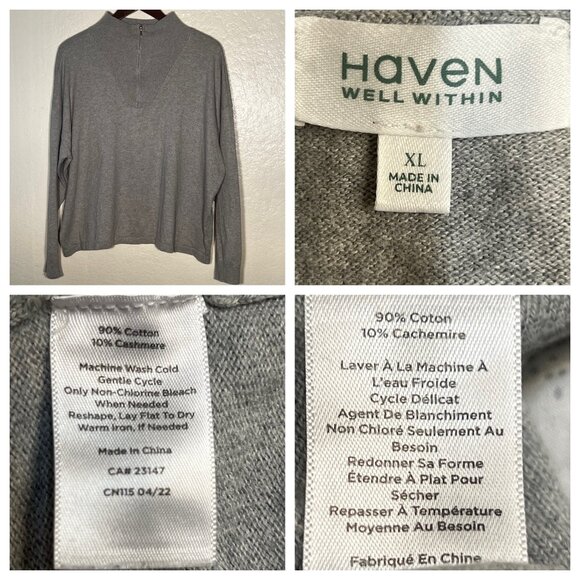 HAVEN
WELL WITHIN
XL
MADE IN
CHINA
90% Cotton
10% Cashmere
Machine Wash Cold
Gentle Cycle
Only Non-Chlorine Bleach
When Needed
Reshape, Lay Flat To Dry
Warm Iron, If Needed
Made In China
CA# 23147
CN115 04/22
90% Coton
10% Cachemire
Laver À La Machine À
L'eau Froide
Cycle Délicat
Agent De Blanchiment
Non Chloré Seulement Au
Besoin
Redonner Sa Forme
Étendre À Plat Pour
Sécher
Repasser À Température
Moyenne Au Besoin
Fabriqué En Chine